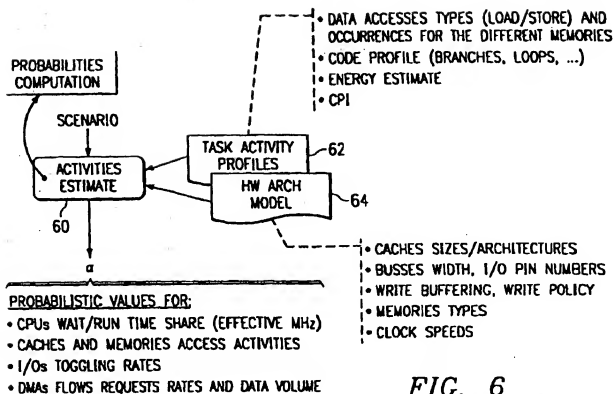 • DATA ACCESSES TYPES (LOAD/STORE) AND
OCCURRENCES FOR THE DIFFERENT MEMORIES
• CODE PROFILE (BRANCHES, LOOPS, ...)
• ENERGY ESTIMATE
• CPI
PROBABILITIES
COMPUTATION
SCENARIO
ACTIVITIES
ESTIMATE
60
TASK ACTIVITY
PROFILES
62
HW ARCH
MODEL
64
α
• CACHES SIZES/ARCHITECTURES
• BUSSES WIDTH, I/O PIN NUMBERS
• WRITE BUFFERING, WRITE POLICY
• MEMORIES TYPES
• CLOCK SPEEDS
PROBABILISTIC VALUES FOR:
• CPUs WAIT/RUN TIME SHARE (EFFECTIVE MHz)
• CACHES AND MEMORIES ACCESS ACTIVITIES
• I/Os TOGGLING RATES
• DMAs FLOWS REQUESTS RATES AND DATA VOLUME
FIG. 6